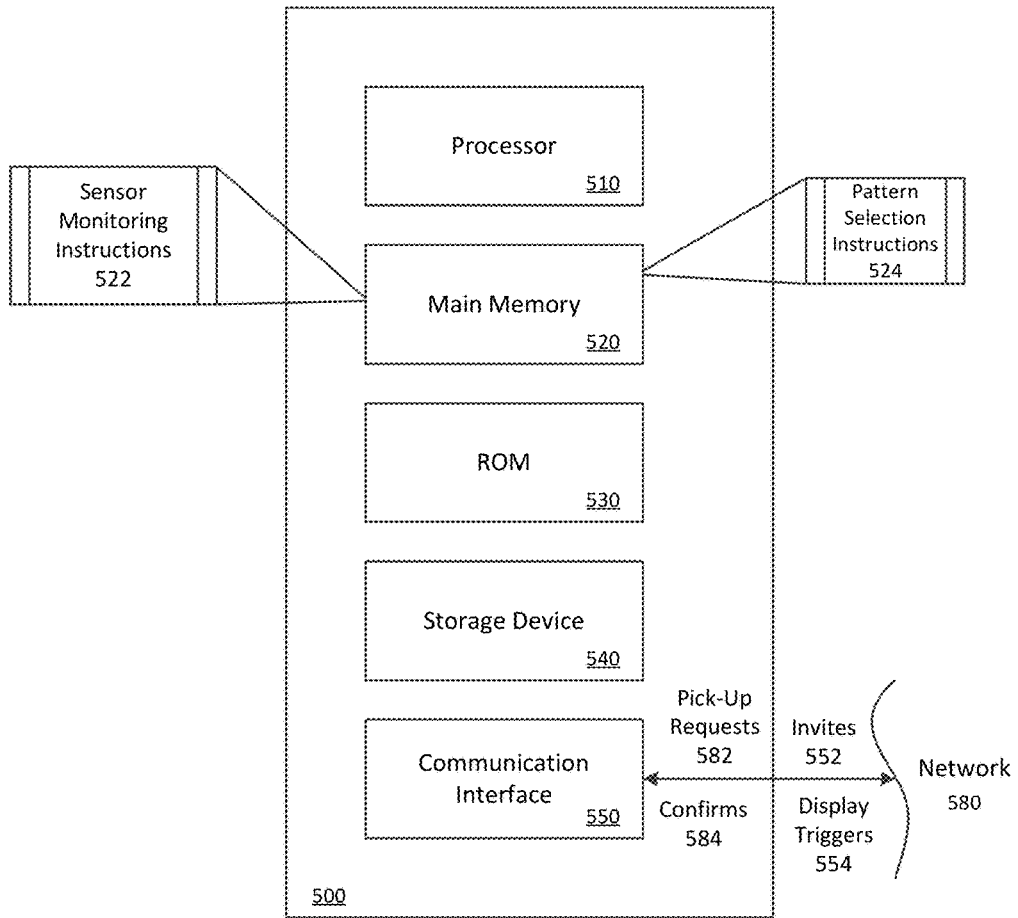 Processor
510
Sensor
Monitoring
Instructions
522
Pattern
Selection
Instructions
524
Main Memory
520
ROM
530
Storage Device
540
Communication
Interface
550
Pick-Up
Requests
582
Invites
552
Confirms
584
Display
Triggers
554
Network
580
500